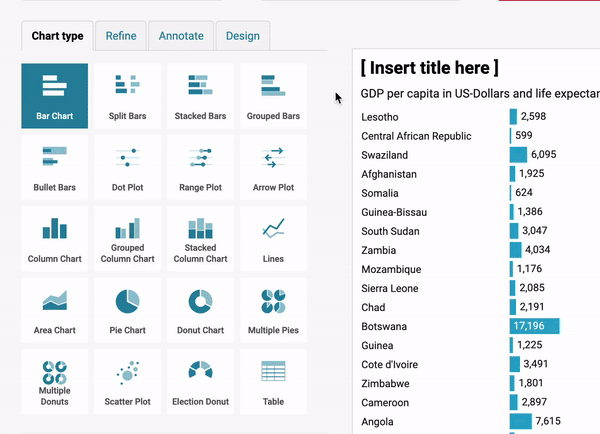 Chart type
Refine
Annotate
Design
Bar Chart
Split Bars
Stacked Bars
Grouped Bars
Bullet Bars
Dot Plot
Range Plot
Arrow Plot
Column Chart
Grouped
Column Chart
Stacked
Column Chart
Lines
Area Chart
Pie Chart
Donut Chart
Multiple Pies
Multiple
Donuts
Scatter Plot
Election Donut
Table
[ Insert title here ]
GDP per capita in US-Dollars and life expectan
Lesotho 2,598
Central African Republic 599
Swaziland 6,095
Afghanistan 1,925
Somalia 624
Guinea-Bissau 1,386
South Sudan 3,047
Zambia 4,034
Mozambique 1,176
Sierra Leone 2,085
Chad 2,191
Botswana 17,196
Guinea 1,225
Cote d'Ivoire 3,491
Zimbabwe 1,801
Cameroon 2,897
Angola 7,615